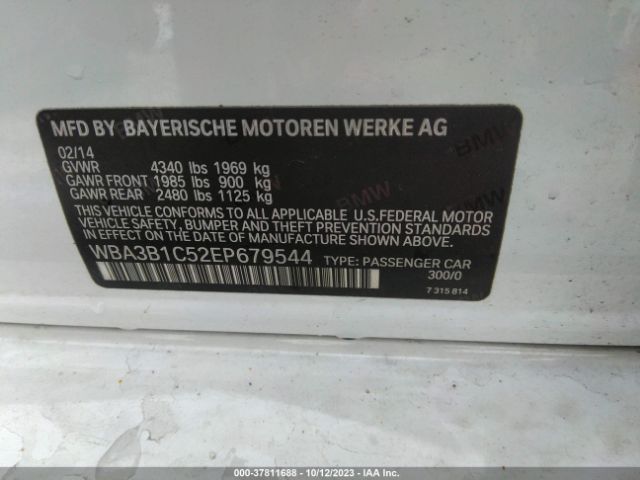 MFD BY BAYERISCHE MOTOREN WERKE AG
02/14
GVWR 4340 lbs 1969 kg
GAWR FRONT 1985 lbs 900 kg
GAWR REAR 2480 lbs 1125 kg
THIS VEHICLE CONFORMS TO ALL APPLICABLE U.S.FEDERAL MOTOR
VEHICLE SAFETY, BUMPER, AND THEFT PREVENTION STANDARDS
IN EFFECT ON THE DATE OF MANUFACTURE SHOWN ABOVE.
WBA3B1C52EP679544 TYPE: PASSENGER CAR
300/0
7 315 814
BMW
BMW
BMW
000-37811688 - 10/12/2023 - IAA Inc.